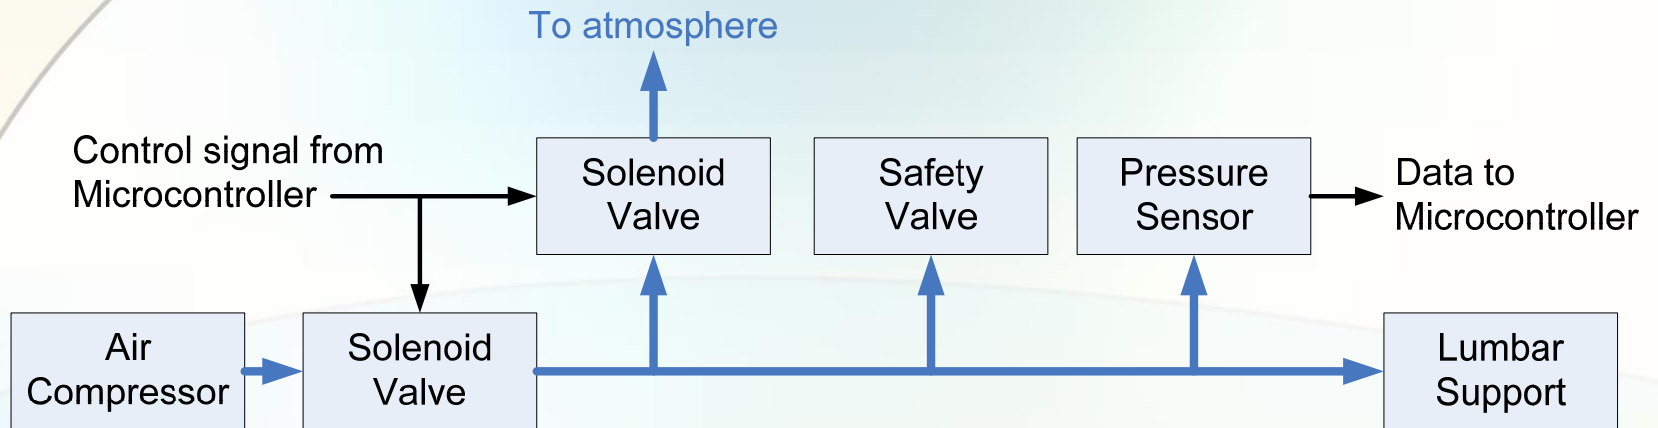 To atmosphere
Control signal from
Microcontroller
Solenoid
Valve
Safety
Valve
Pressure
Sensor
Data to
Microcontroller
Air
Compressor
Solenoid
Valve
Lumbar
Support